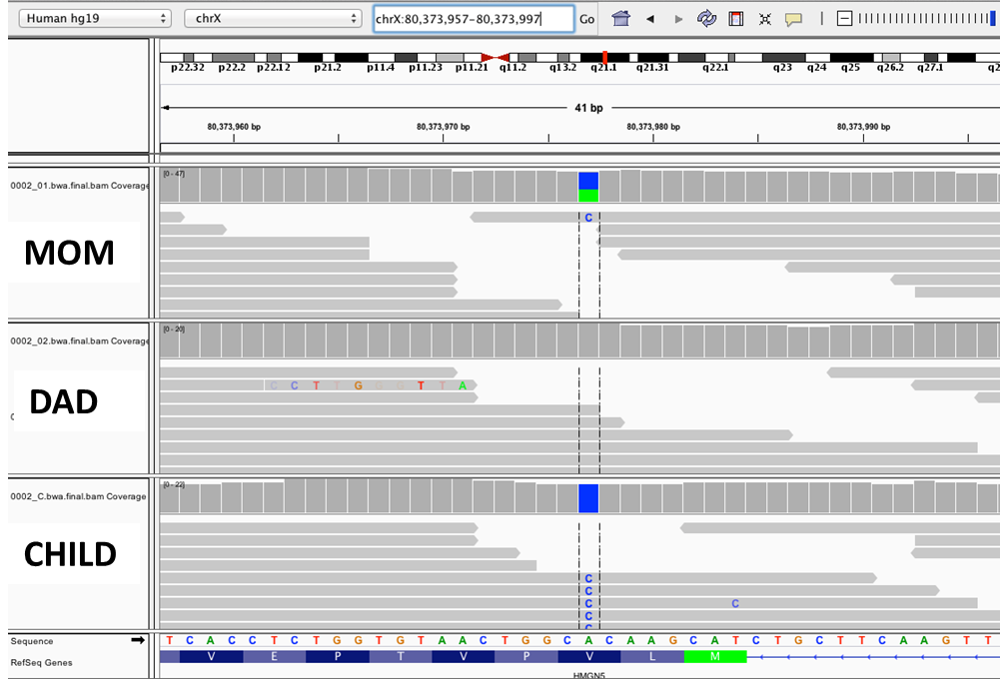 Human hg19
chrX
chrX:80,373,957-80,373,997
Go
p22.32 p22.2 p22.12 p21.2 p11.4 p11.23 p11.21 q11.2 q13.2 q21.1 q21.31 q22.1 q23 q24 q25 q26.2 q27.1
41 bp
80,373,960 bp 80,373,970 bp 80,373,980 bp 80,373,990 bp
0002_01.bwa.final.bam Coverage
[0 - 47]
C
MOM
0002_02.bwa.final.bam Coverage
[0 - 20]
C C T T G T T A
DAD
0002_C.bwa.final.bam Coverage
[0 - 22]
CHILD
C
C
C C
C
C
Sequence
T C A C C T C T G G T G T A A C T G G C A C A A G C A T C T G C T T C A A G T T
RefSeq Genes
V E P T V P V L M
HMGN5